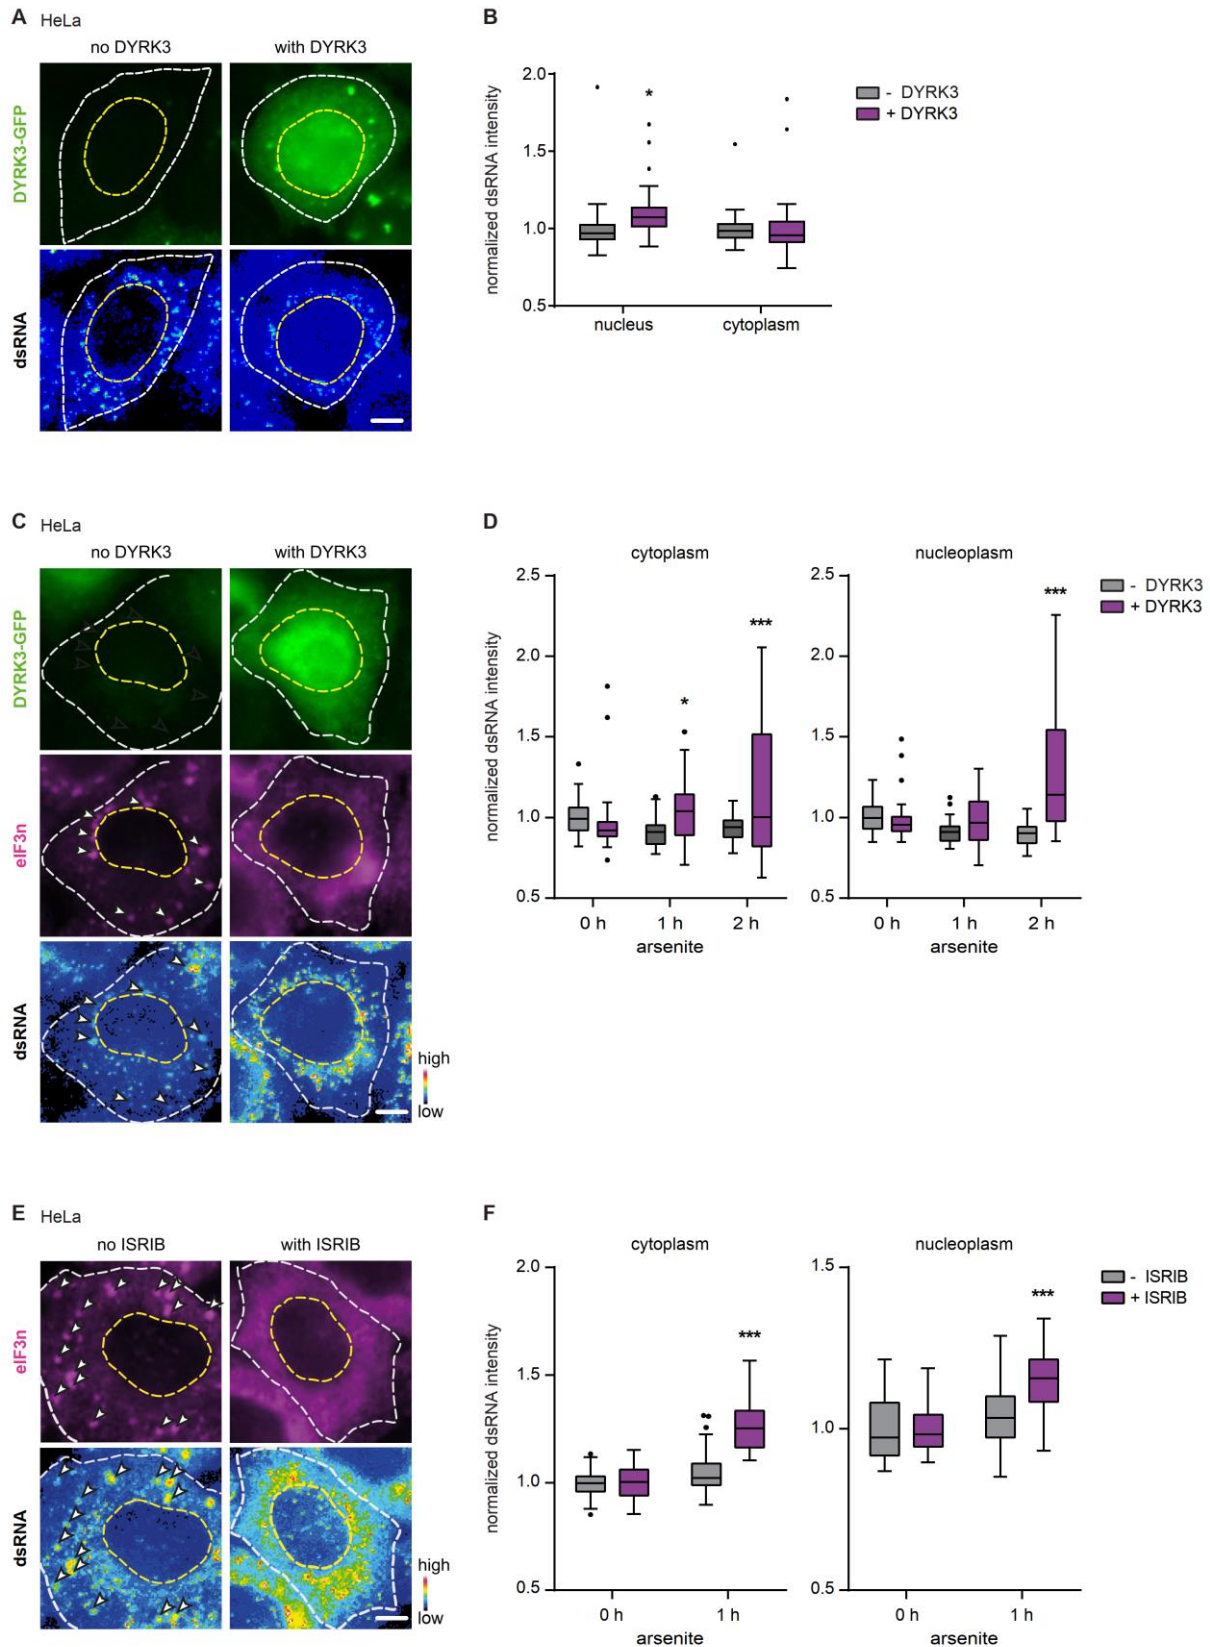 A HeLa
no DYRK3 with DYRK3
DYRK3-GFP
dsRNA
B
normalized dsRNA intensity
2.0
1.5
1.0
0.5
*
nucleus cytoplasm
- DYRK3
+ DYRK3
C HeLa
no DYRK3 with DYRK3
DYRK3-GFP
eIF3n
dsRNA
high
low
D
cytoplasm
normalized dsRNA intensity
2.5
2.0
1.5
1.0
0.5
*
***
0 h 1 h 2 h
arsenite
nucleoplasm
2.5
2.0
1.5
1.0
0.5
***
0 h 1 h 2 h
arsenite
- DYRK3
+ DYRK3
E HeLa
no ISRIB with ISRIB
eIF3n
dsRNA
high
low
F
cytoplasm
normalized dsRNA intensity
2.0
1.5
1.0
0.5
***
0 h 1 h
arsenite
nucleoplasm
1.5
1.0
0.5
***
0 h 1 h
arsenite
- ISRIB
+ ISRIB